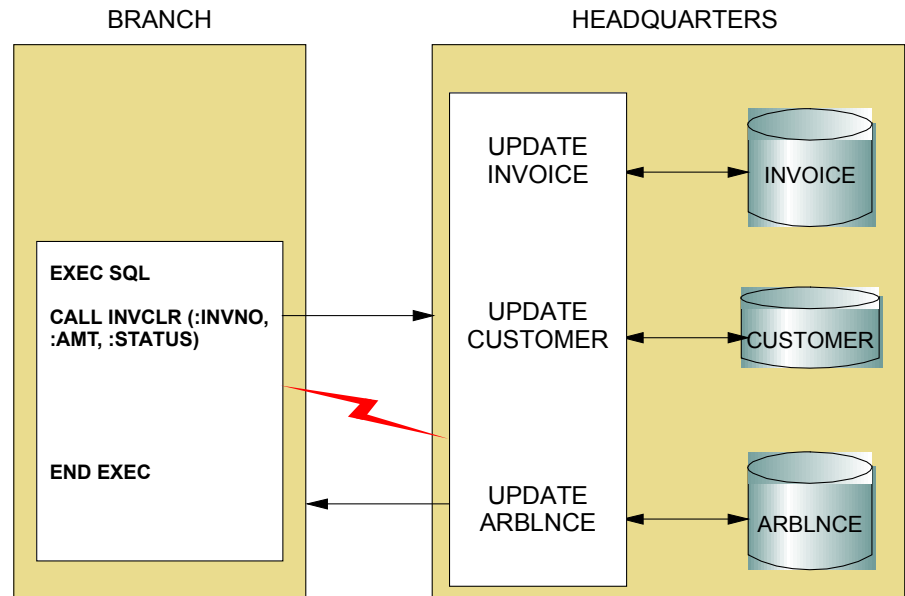 BRANCH
HEADQUARTERS
EXEC SQL
CALL INVCLR (:INVNO,
:AMT, :STATUS)
END EXEC
UPDATE
INVOICE
INVOICE
UPDATE
CUSTOMER
CUSTOMER
UPDATE
ARBLNCE
ARBLNCE